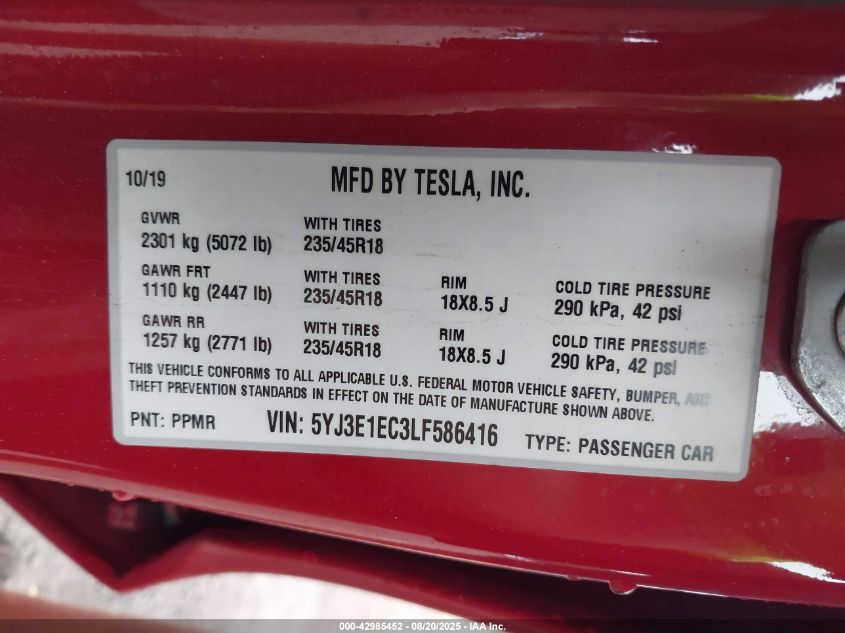 10/19 MFD BY TESLA, INC.
GVWR WITH TIRES
2301 kg (5072 lb) 235/45R18
GAWR FRT WITH TIRES RIM COLD TIRE PRESSURE
1110 kg (2447 lb) 235/45R18 18X8.5 J 290 kPa, 42 psi
GAWR RR WITH TIRES RIM COLD TIRE PRESSURE
1257 kg (2771 lb) 235/45R18 18X8.5 J 290 kPa, 42 psi
THIS VEHICLE CONFORMS TO ALL APPLICABLE U.S. FEDERAL MOTOR VEHICLE SAFETY, BUMPER, AND
THEFT PREVENTION STANDARDS IN EFFECT ON THE DATE OF MANUFACTURE SHOWN ABOVE.
PNT: PPMR VIN: 5YJ3E1EC3LF586416 TYPE: PASSENGER CAR
000-42985452 - 08/20/2025 - IAA Inc.